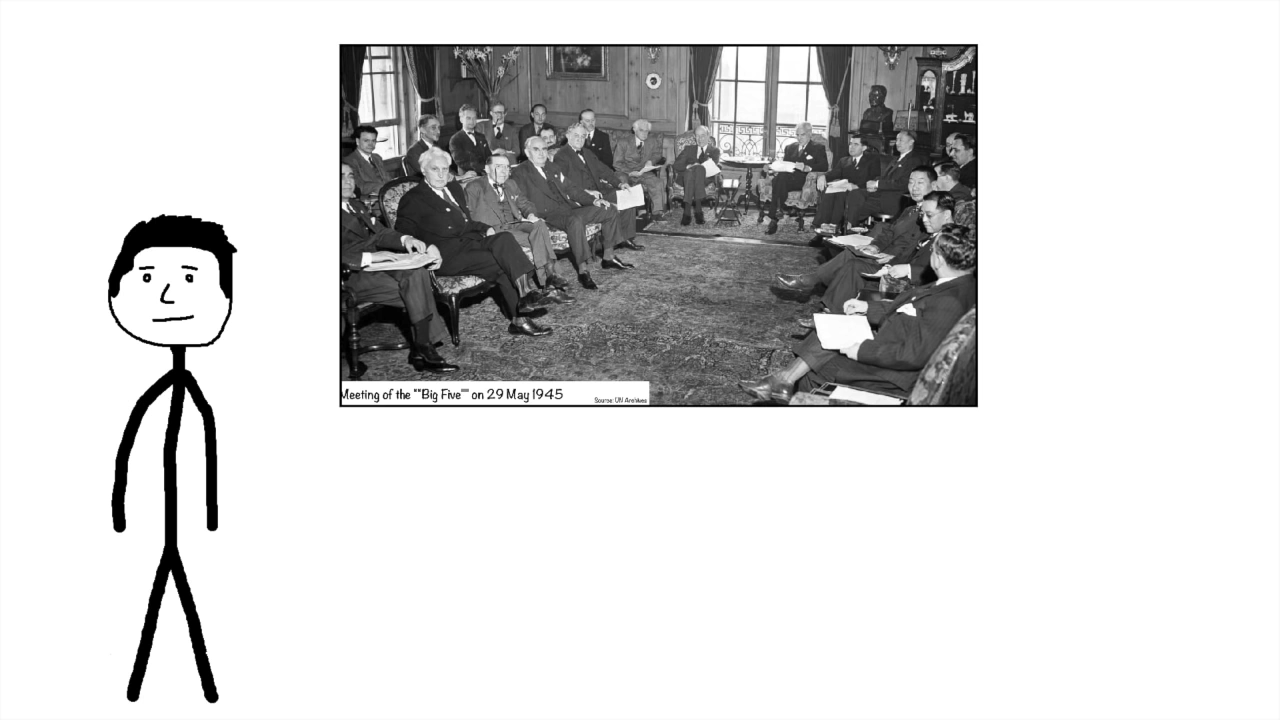 Meeting of the ""Big Five"" on 29 May 1945
Source: UN Archives